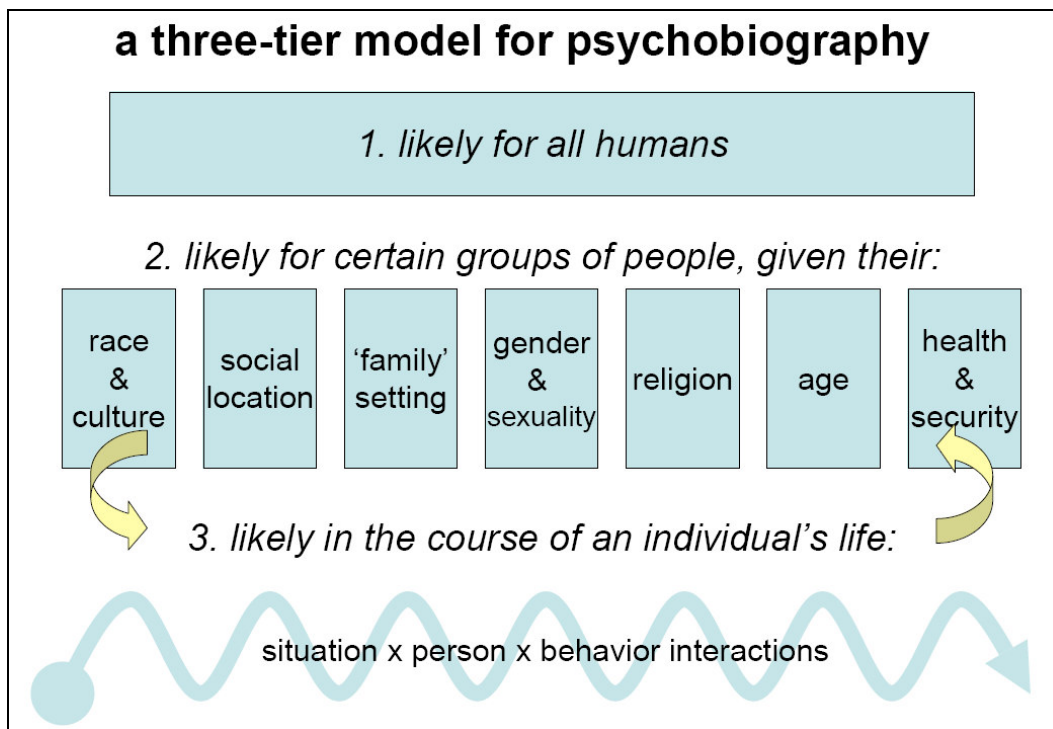 a three-tier model for psychobiography
1. likely for all humans
2. likely for certain groups of people, given their:
race
&
culture
social
location
‘family’
setting
gender
&
sexuality
religion
age
health
&
security
3. likely in the course of an individual’s life:
situation x person x behavior interactions